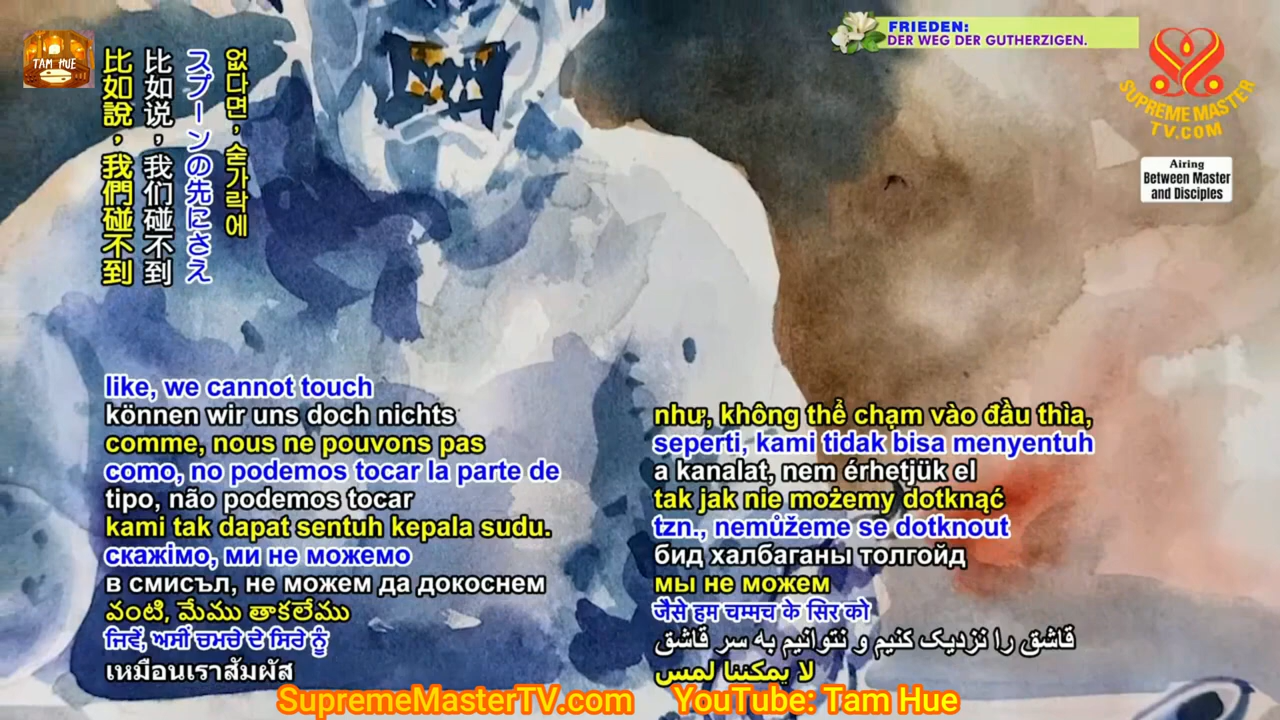 TAM HUE
FRIEDEN:
DER WEG DER GUTHERZIGEN.
SUPREME MASTER
TV.COM
Airing
Between Master
and Disciples
없다면, 숟가락에
スプーンの先にさえ
比如说，我们碰不到
比如說，我們碰不到
like, we cannot touch
können wir uns doch nichts
comme, nous ne pouvons pas
como, no podemos tocar la parte de
tipo, não podemos tocar
kami tak dapat sentuh kepala sudu.
скажімо, ми не можемо
в смисъл, не можем да докоснем
వంటి, మేము తాకలేము
ਜਿਵੇਂ, ਅਸੀਂ ਚਮਚੇ ਦੇ ਸਿਰੇ ਨੂੰ
เหมือนเราสัมผัส
như, không thể chạm vào đầu thìa,
seperti, kami tidak bisa menyentuh
a kanalat, nem érhetjük el
tak jak nie możemy dotknąć
tzn., nemůžeme se dotknout
бид халбаганы толгойд
мы не можем
जैसे हम चम्मच के सिर को
قاشق را نزدیک کنیم و نتوانیم به سر قاشق
لا يمكننا لمس
SupremeMasterTV.com YouTube: Tam Hue